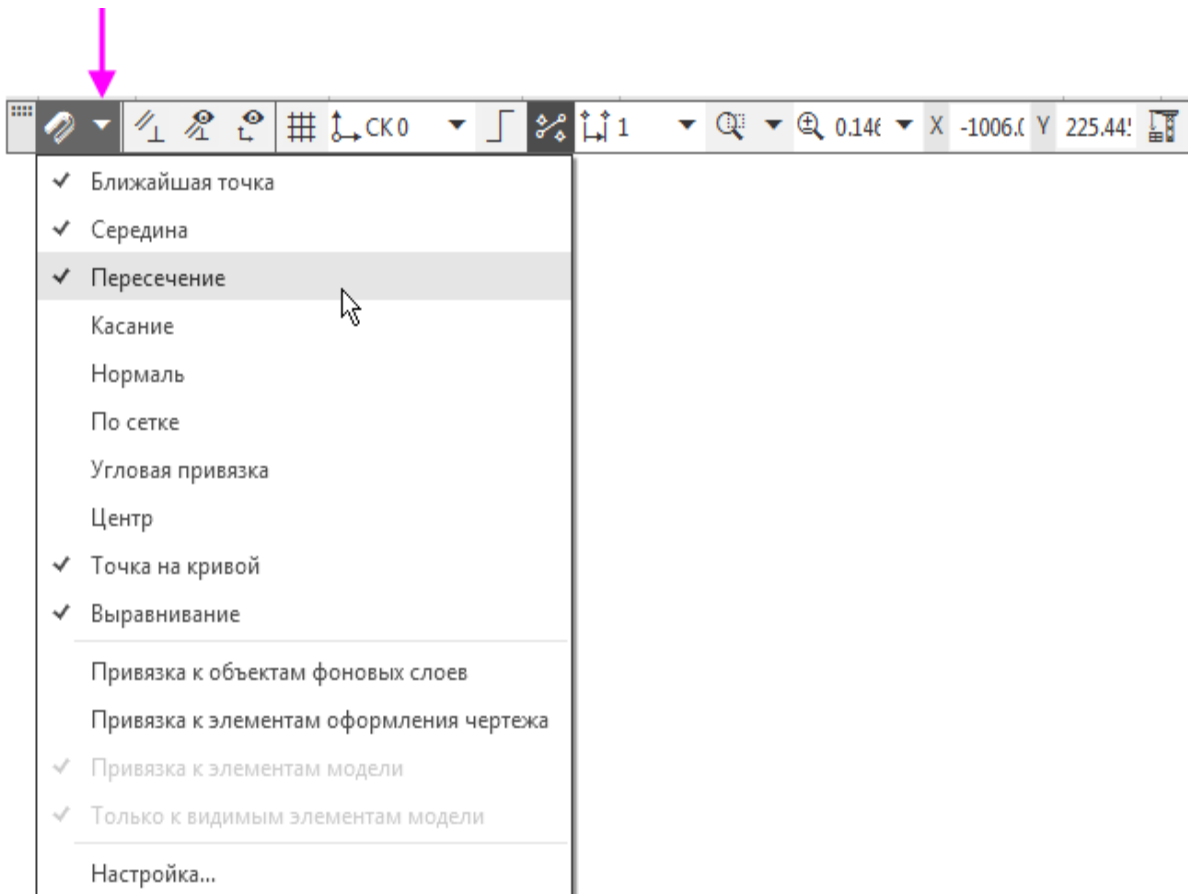 СК 0 1 0.146 X -1006.( Y 225.44!
Ближайшая точка
Середина
Пересечение
Касание
Нормаль
По сетке
Угловая привязка
Центр
Точка на кривой
Выравнивание
Привязка к объектам фоновых слоев
Привязка к элементам оформления чертежа
Привязка к элементам модели
Только к видимым элементам модели
Настройка...